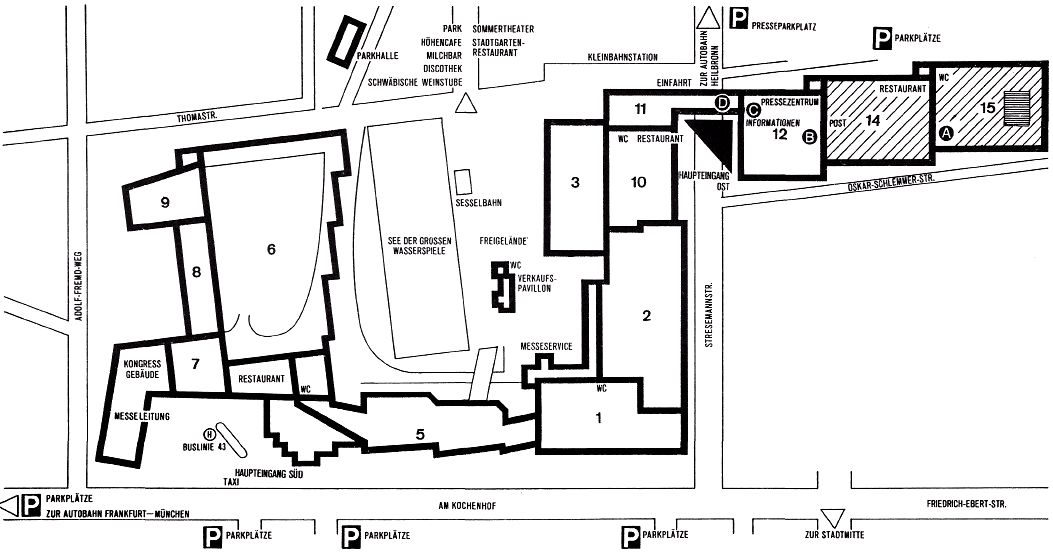 P PRESSEPARKPLATZ
P PARKPLÄTZE
PARK SOMMERTHEATER
HÖHENCAFE STADTGARTEN-
MILCHBAR RESTAURANT
DISCOTHEK
SCHWÄBISCHE WEINSTUBE
PARKHALLE
KLEINBAHNSTATION
ZUR AUTOBAHN
HEILBRONN
EINFAHRT
THOMASTR.
11
D
C
PRESSEZENTRUM
INFORMATIONEN
12
B
POST
RESTAURANT
14
WC
15
A
WC RESTAURANT
10
3
HAUPTEINGANG
OST
OSKAR-SCHLEMMER-STR.
9
8
6
SESSELBAHN
SEE DER GROSSEN
WASSERSPIELE
FREIGELÄNDE
WC
VERKAUFS-
PAVILLON
ADOLF-FREMD-WEG
STRESEMANNSTR.
2
MESSESERVICE
KONGRESS
GEBÄUDE
7
RESTAURANT
WC
WC
1
MESSELEITUNG
5
H
BUSLINIE 43
HAUPTEINGANG SÜD
TAXI
P PARKPLÄTZE
ZUR AUTOBAHN FRANKFURT–MÜNCHEN
AM KOCHENHOF
FRIEDRICH-EBERT-STR.
P PARKPLÄTZE
P PARKPLÄTZE
P PARKPLÄTZE
ZUR STADTMITTE